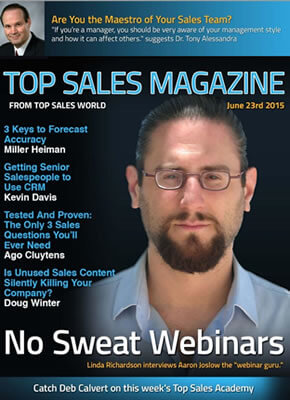 Are You the Maestro of Your Sales Team?
"If you're a manager, you should be very aware of your management
style and how it can affect others." suggests Dr. Tony Alessandra
TOP SALES MAGAZINE
FROM TOP SALES WORLD
June 23rd 2015
3 Keys to Forecast
Accuracy
Miller Heiman
Getting Senior
Salespeople to
Use CRM
Kevin Davis
Tested And Proven:
The Only 3 Sales
Questions You'll
Ever Need
Ago Cluytens
Is Unused Sales Content
Silently Killing Your
Company?
Doug Winter
No Sweat Webinars
Linda Richardson interviews Aaron Joslow the "webinar guru."
Catch Deb Calvert on this week's Top Sales Academy